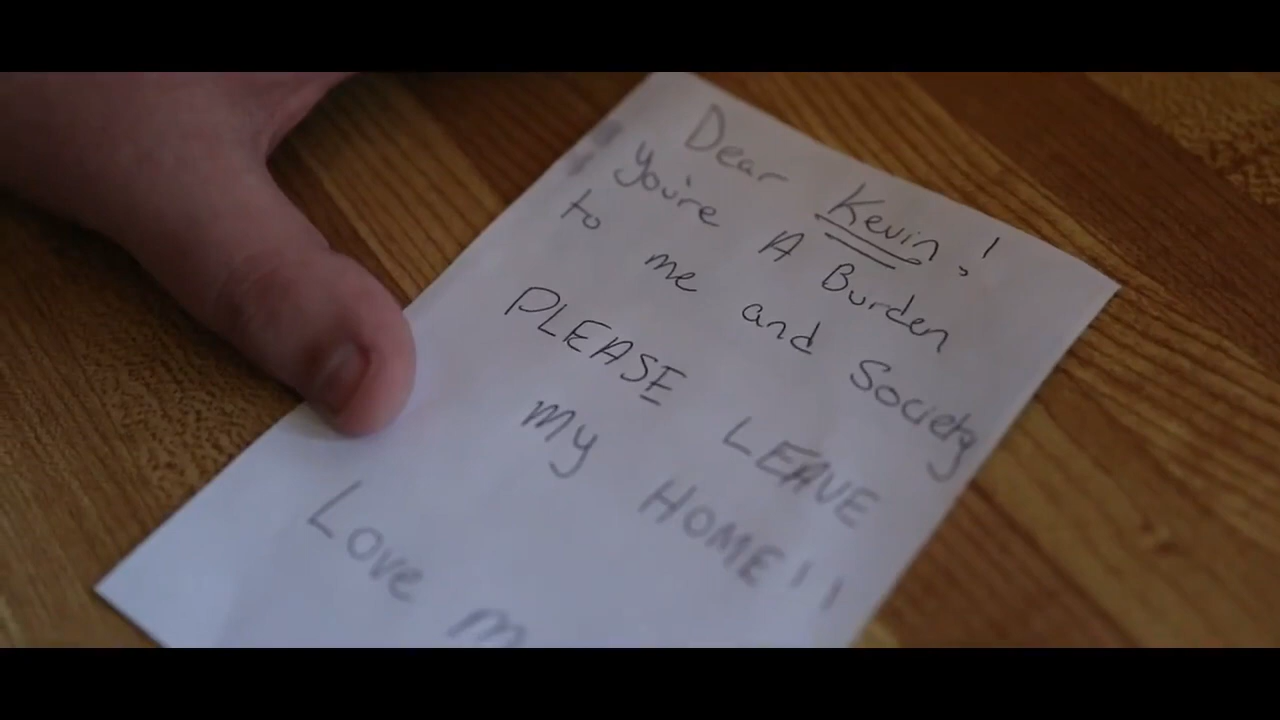 Dear Kevin,!
You're A Burden
to me and Society
PLEASE LEAVE
my HOME!!
Love